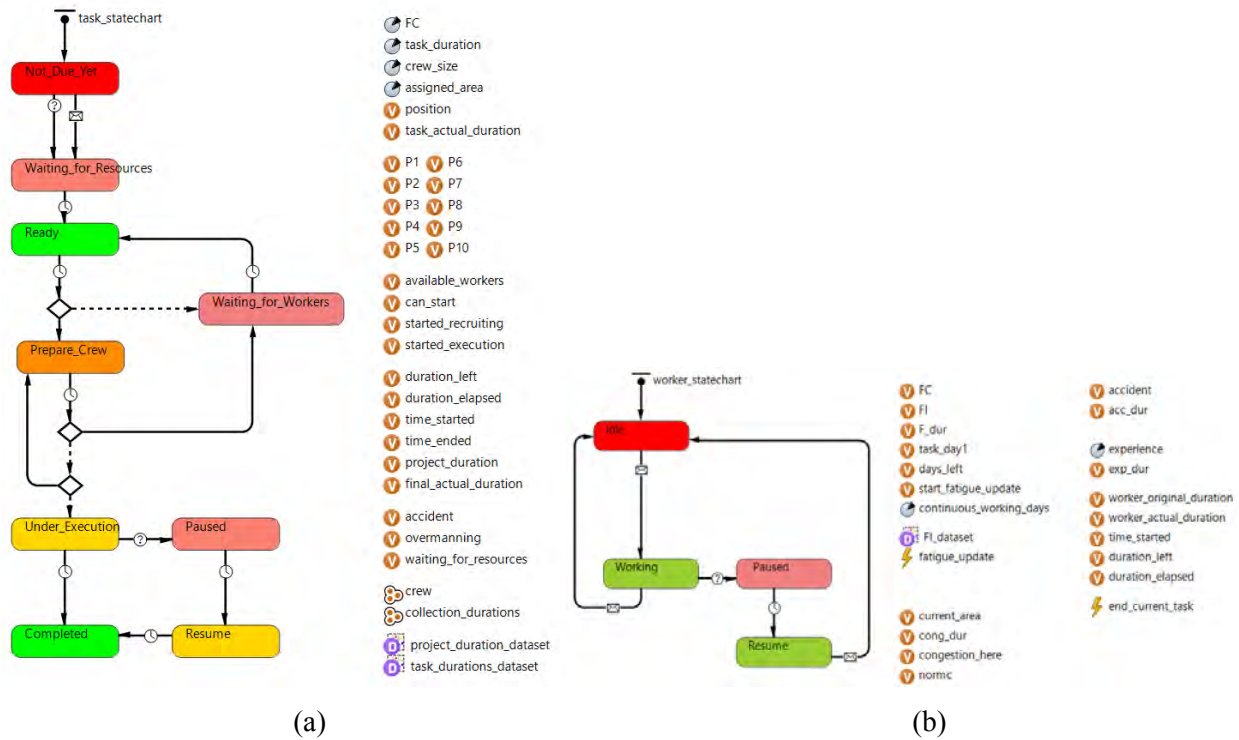 task_statechart
Not_Due_Yet
?
Waiting_for_Resources
Ready
Waiting_for_Workers
Prepare_Crew
Under_Execution
?
Paused
Completed
Resume
FC
task_duration
crew_size
assigned_area
V position
V task_actual_duration
V P1 V P6
V P2 V P7
V P3 V P8
V P4 V P9
V P5 V P10
V available_workers
V can_start
V started_recruiting
V started_execution
V duration_left
V duration_elapsed
V time_started
V time_ended
V project_duration
V final_actual_duration
V accident
V overmanning
V waiting_for_resources
crew
collection_durations
D project_duration_dataset
D task_durations_dataset
(a)
worker_statechart
Idle
Working
?
Paused
Resume
V FC
V FI
V F_dur
V task_day1
V days_left
V start_fatigue_update
continuous_working_days
D FI_dataset
fatigue_update
V current_area
V cong_dur
V congestion_here
V normc
V accident
V acc_dur
experience
V exp_dur
V worker_original_duration
V worker_actual_duration
V time_started
V duration_left
V duration_elapsed
end_current_task
(b)